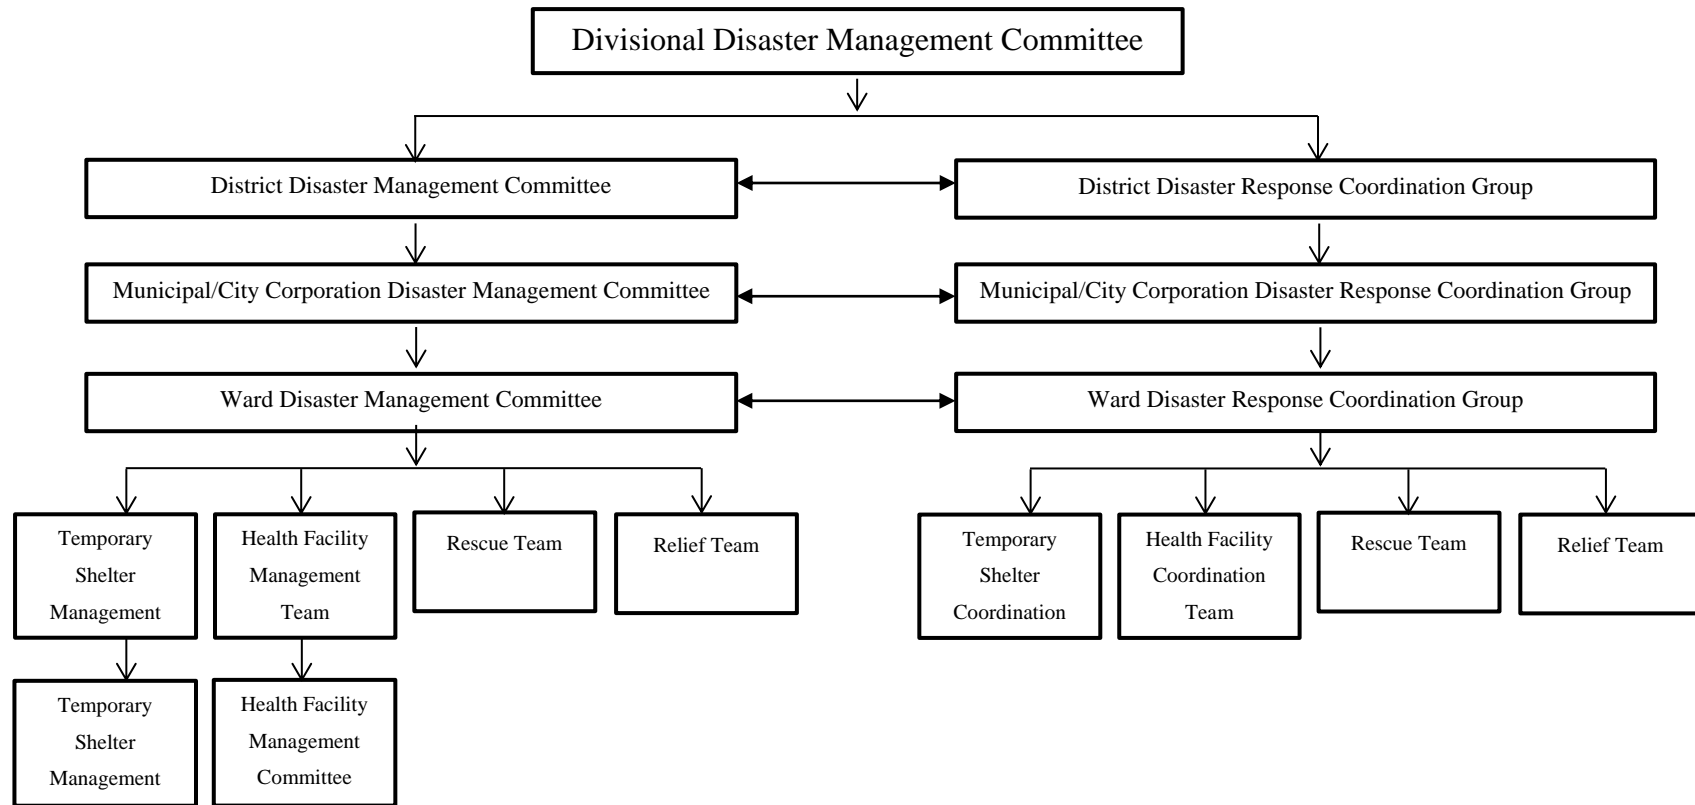 Divisional Disaster Management Committee
District Disaster Management Committee
District Disaster Response Coordination Group
Municipal/City Corporation Disaster Management Committee
Municipal/City Corporation Disaster Response Coordination Group
Ward Disaster Management Committee
Ward Disaster Response Coordination Group
Temporary
Shelter
Management
Health Facility
Management
Team
Rescue Team
Relief Team
Temporary
Shelter
Coordination
Health Facility
Coordination
Team
Rescue Team
Relief Team
Temporary
Shelter
Management
Health Facility
Management
Committee